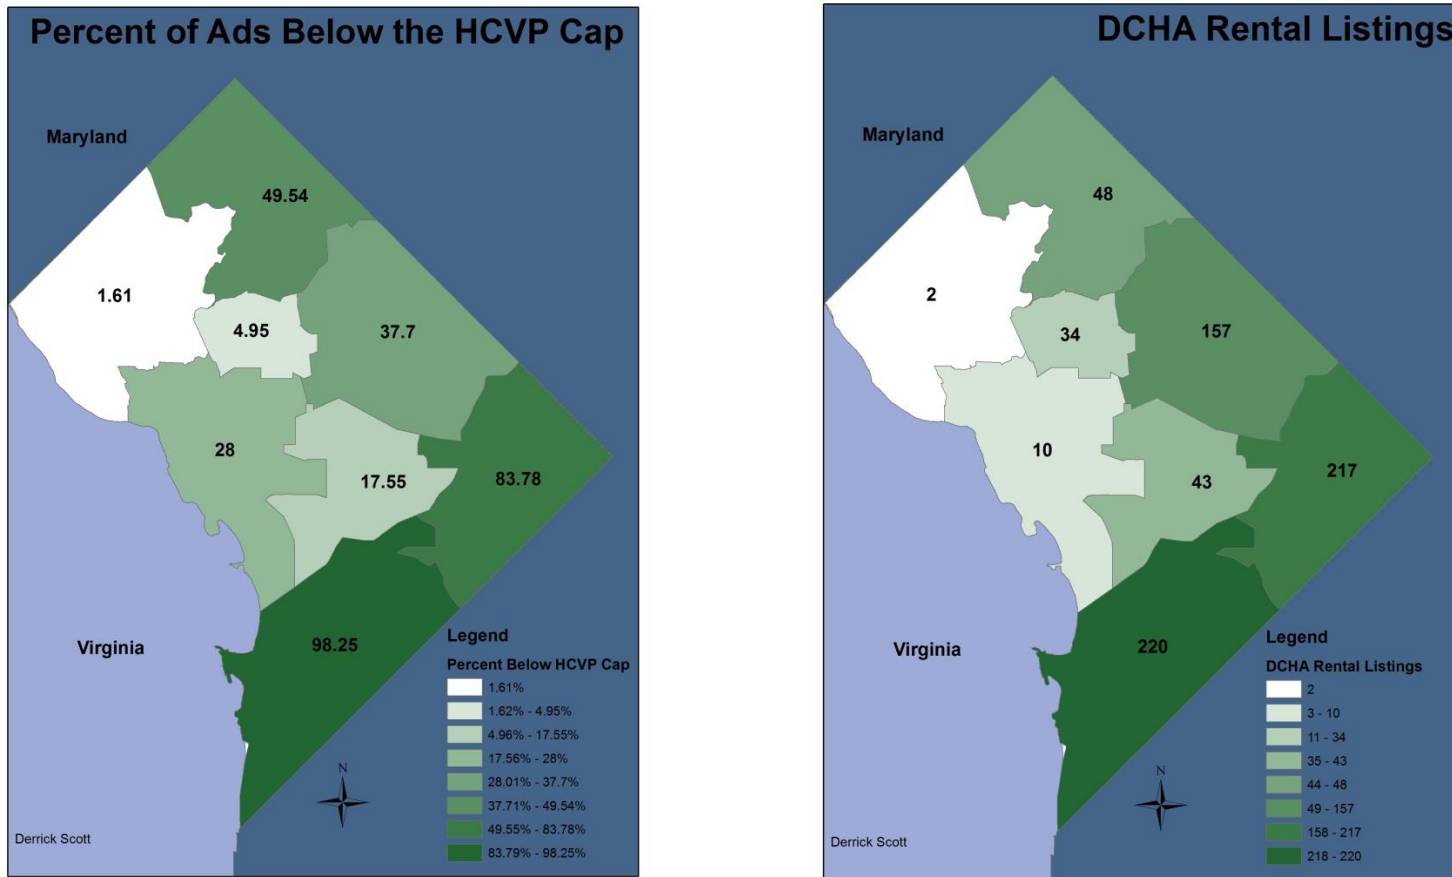 Percent of Ads Below the HCVP Cap
Maryland
49.54
1.61
4.95
37.7
28
17.55
83.78
98.25
Virginia
Legend
Percent Below HCVP Cap
1.61%
1.62% - 4.95%
4.96% - 17.55%
17.56% - 28%
28.01% - 37.7%
37.71% - 49.54%
49.55% - 83.78%
83.79% - 98.25%
N
Derrick Scott
DCHA Rental Listings
Maryland
48
2
34
157
10
43
217
220
Virginia
Legend
DCHA Rental Listings
2
3 - 10
11 - 34
35 - 43
44 - 48
49 - 157
158 - 217
218 - 220
N
Derrick Scott